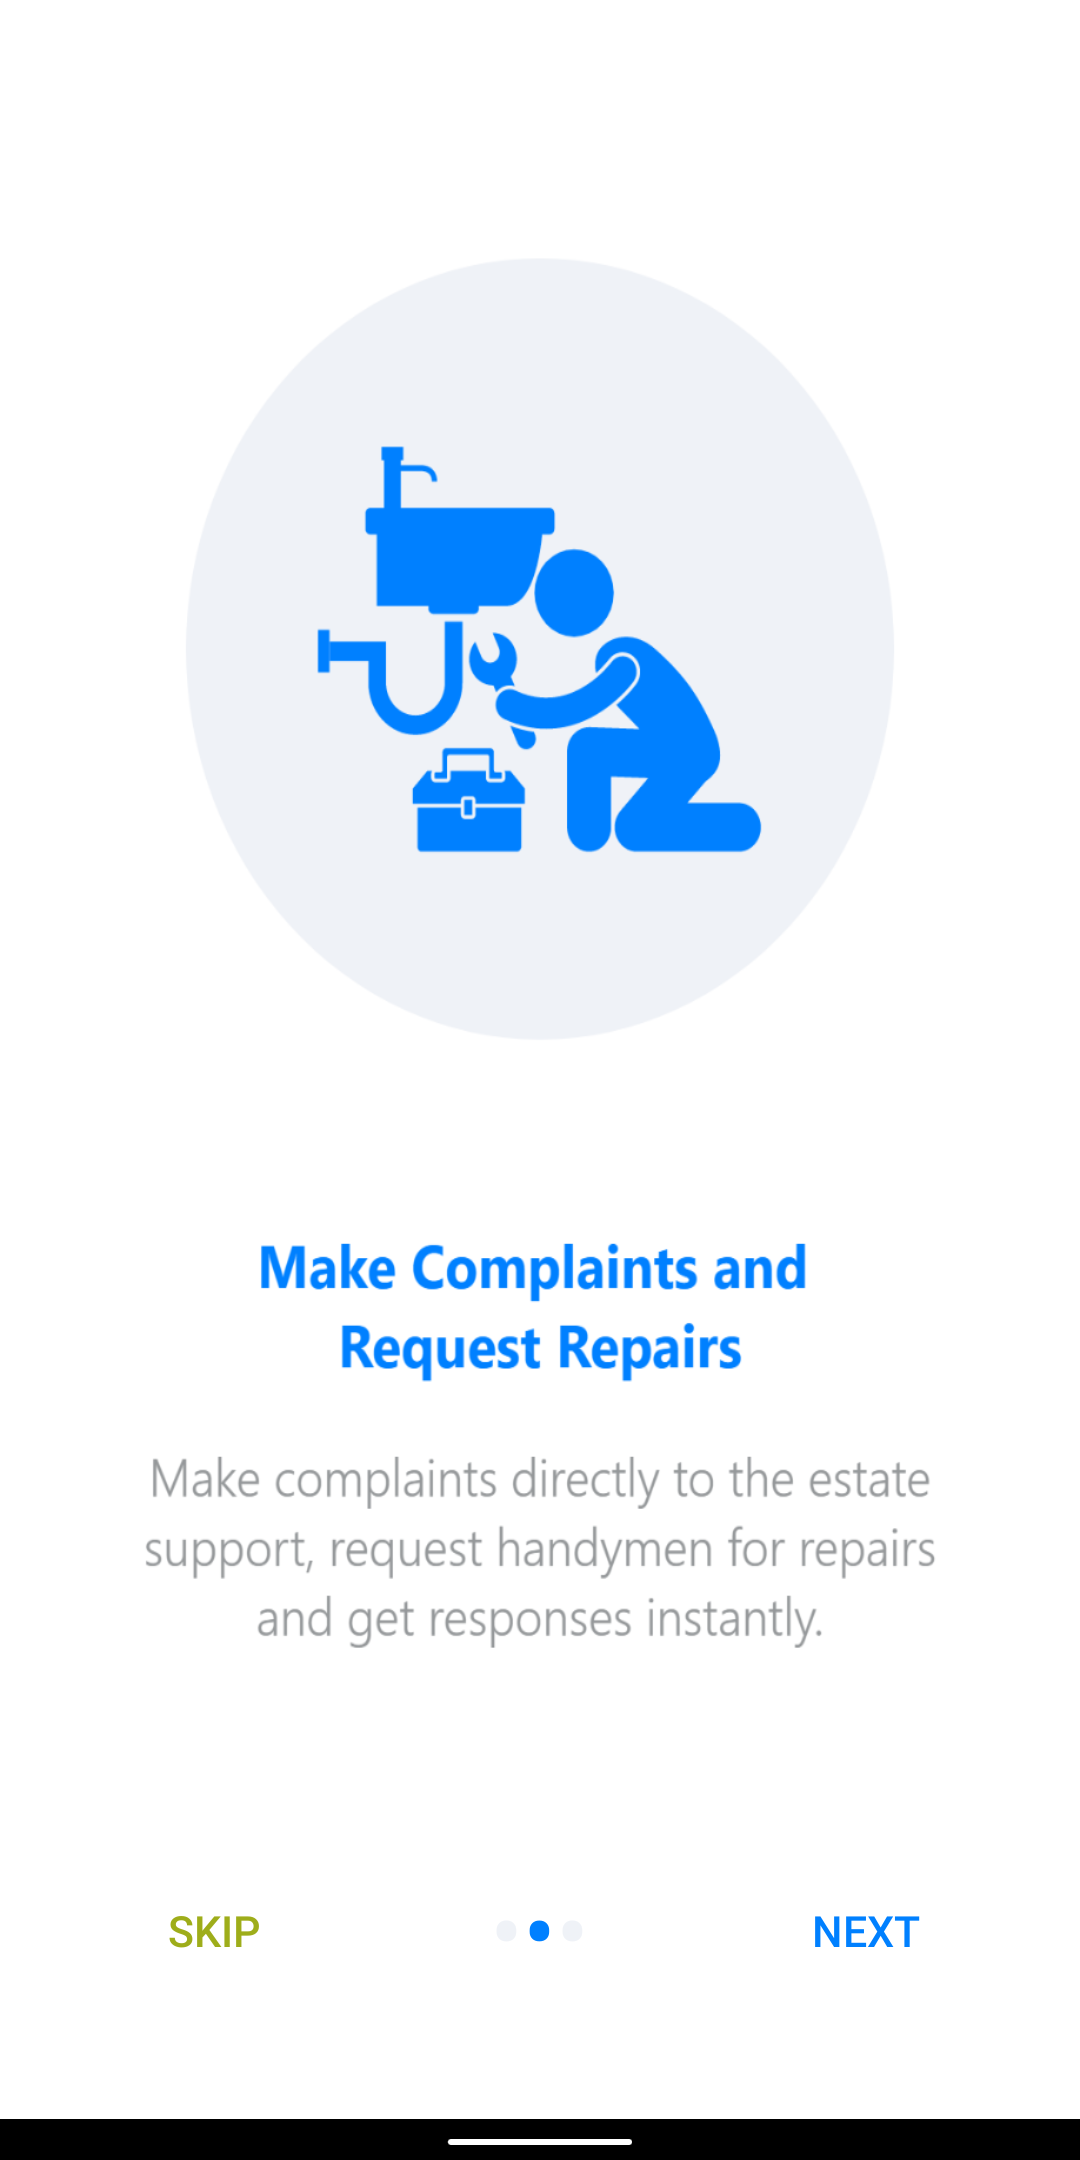 Make Complaints and
Request Repairs
Make complaints directly to the estate
support, request handymen for repairs
and get responses instantly.
SKIP
NEXT